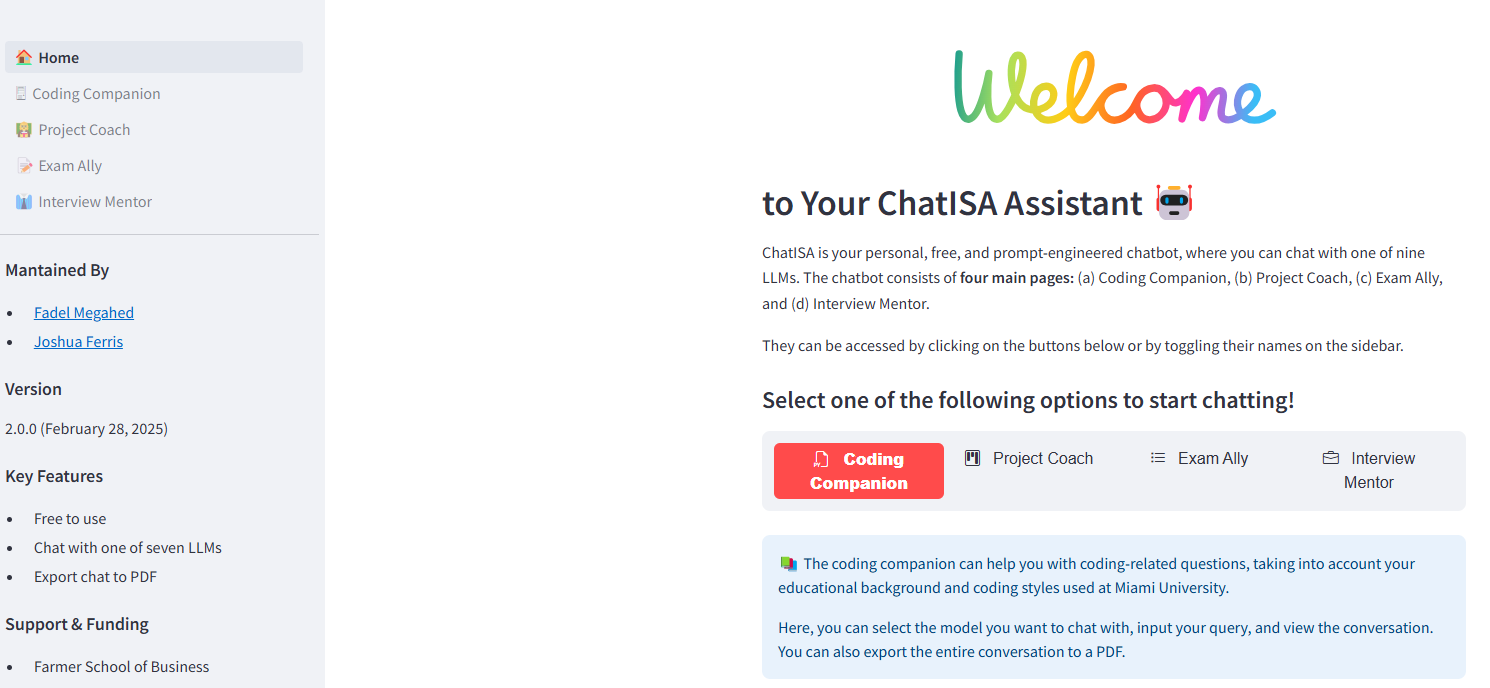 Home
Coding Companion
Project Coach
Exam Ally
Interview Mentor
Mantained By
Fadel Megahed
Joshua Ferris
Version
2.0.0 (February 28, 2025)
Key Features
Free to use
Chat with one of seven LLMs
Export chat to PDF
Support & Funding
Farmer School of Business
Welcome
to Your ChatISA Assistant
ChatISA is your personal, free, and prompt-engineered chatbot, where you can chat with one of nine
LLMs. The chatbot consists of four main pages: (a) Coding Companion, (b) Project Coach, (c) Exam Ally,
and (d) Interview Mentor.
They can be accessed by clicking on the buttons below or by toggling their names on the sidebar.
Select one of the following options to start chatting!
Coding
Companion
Project Coach
Exam Ally
Interview
Mentor
The coding companion can help you with coding-related questions, taking into account your
educational background and coding styles used at Miami University.
Here, you can select the model you want to chat with, input your query, and view the conversation.
You can also export the entire conversation to a PDF.